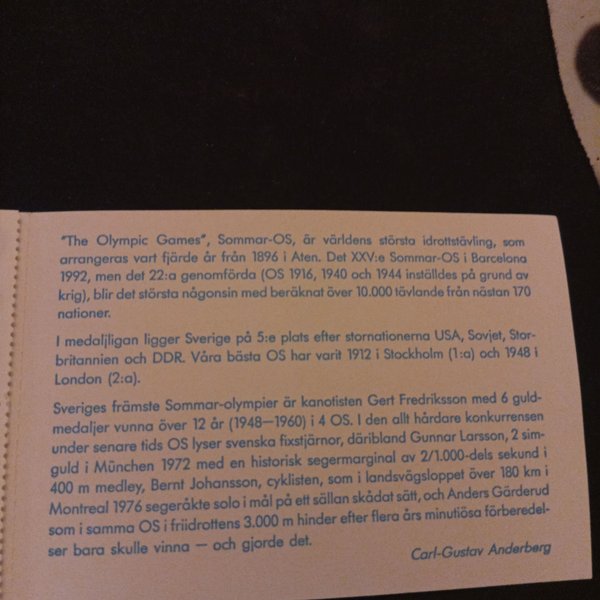 "The Olympic Games", Sommar-OS, är världens största idrottstävling, som
arrangeras vart fjärde år från 1896 i Aten. Det XXV:e Sommar-OS i Barcelona
1992, men det 22:a genomförda (OS 1916, 1940 och 1944 inställdes på grund av
krig), blir det största någonsin med beräknat över 10.000 tävlande från nästan 170
nationer.
I medaljligan ligger Sverige på 5:e plats efter stornationerna USA, Sovjet, Stor-
britannien och DDR. Våra bästa OS har varit 1912 i Stockholm (1:a) och 1948 i
London (2:a).
Sveriges främste Sommar-olympier är kanotisten Gert Fredriksson med 6 guld-
medaljer vunna över 12 år (1948—1960) i 4 OS. I den allt hårdare konkurrensen
under senare tids OS lyser svenska fixstjärnor, däribland Gunnar Larsson, 2 sim-
guld i München 1972 med en historisk segermarginal av 2/1.000-dels sekund i
400 m medley, Bernt Johansson, cyklisten, som i landsvägsloppet över 180 km i
Montreal 1976 segeråkte solo i mål på ett sällan skådat sätt, och Anders Gärderud
som i samma OS i friidrottens 3.000 m hinder efter flera års minutiösa förberedel-
ser bara skulle vinna — och gjorde det.
Carl-Gustav Anderberg